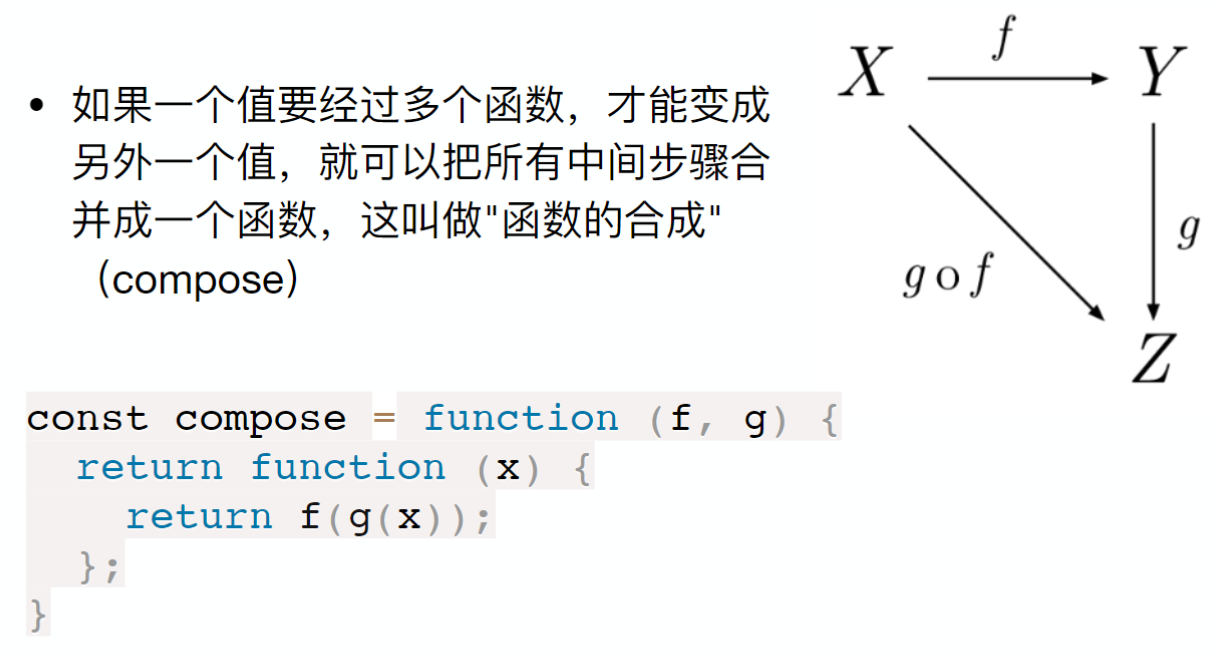 • 如果一个值要经过多个函数，才能变成
另外一个值，就可以把所有中间步骤合
并成一个函数，这叫做"函数的合成"
（compose）
X
f
Y
g
g o f
Z
const compose = function (f, g) {
  return function (x) {
    return f(g(x));
  };
}